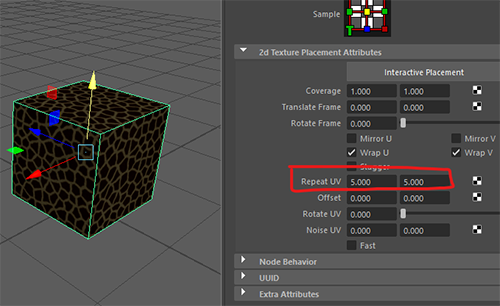 Sample
2d Texture Placement Attributes
Interactive Placement
Coverage 1.000 1.000
Translate Frame 0.000 0.000
Rotate Frame 0.000
Mirror U Mirror V
Wrap U Wrap V
Stagger
Repeat UV 5.000 5.000
Offset 0.000 0.000
Rotate UV 0.000
Noise UV 0.000 0.000
Fast
Node Behavior
UUID
Extra Attributes